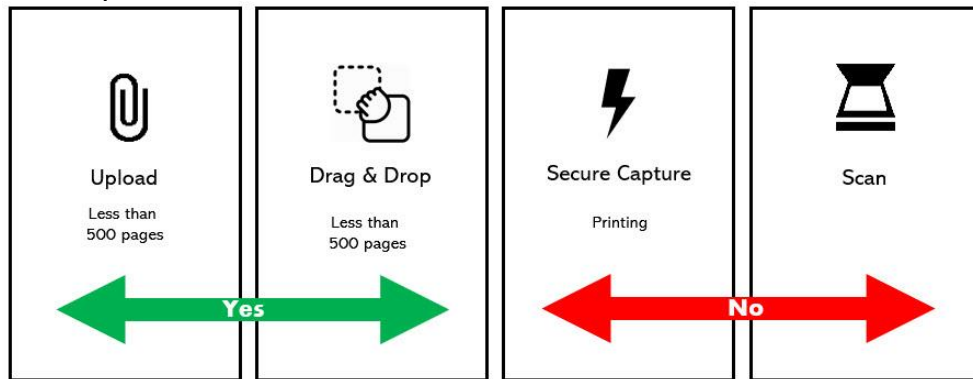 Upload
Less than
500 pages
Drag & Drop
Less than
500 pages
Secure Capture
Printing
Scan
Yes
No